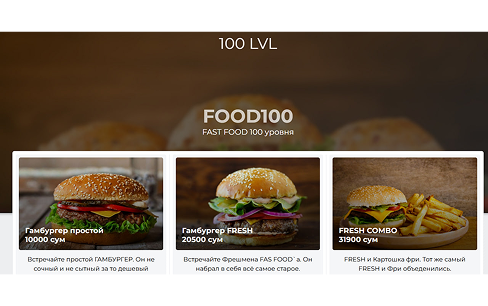 100 LVL
FOOD100
FAST FOOD 100 уровня
Гамбургер простой
10000 сум
Гамбургер FRESH
20500 сум
FRESH COMBO
31900 сум
Встречайте простой ГАМБУРГЕР. Он не
сочный и не сытный за то дешевый
Встречайте Фрешмена FAS FOOD`a. Он
набрал в себя всё самое старое.
FRESH и Картошка фри. Тот же самый
FRESH и Фри объеденились.